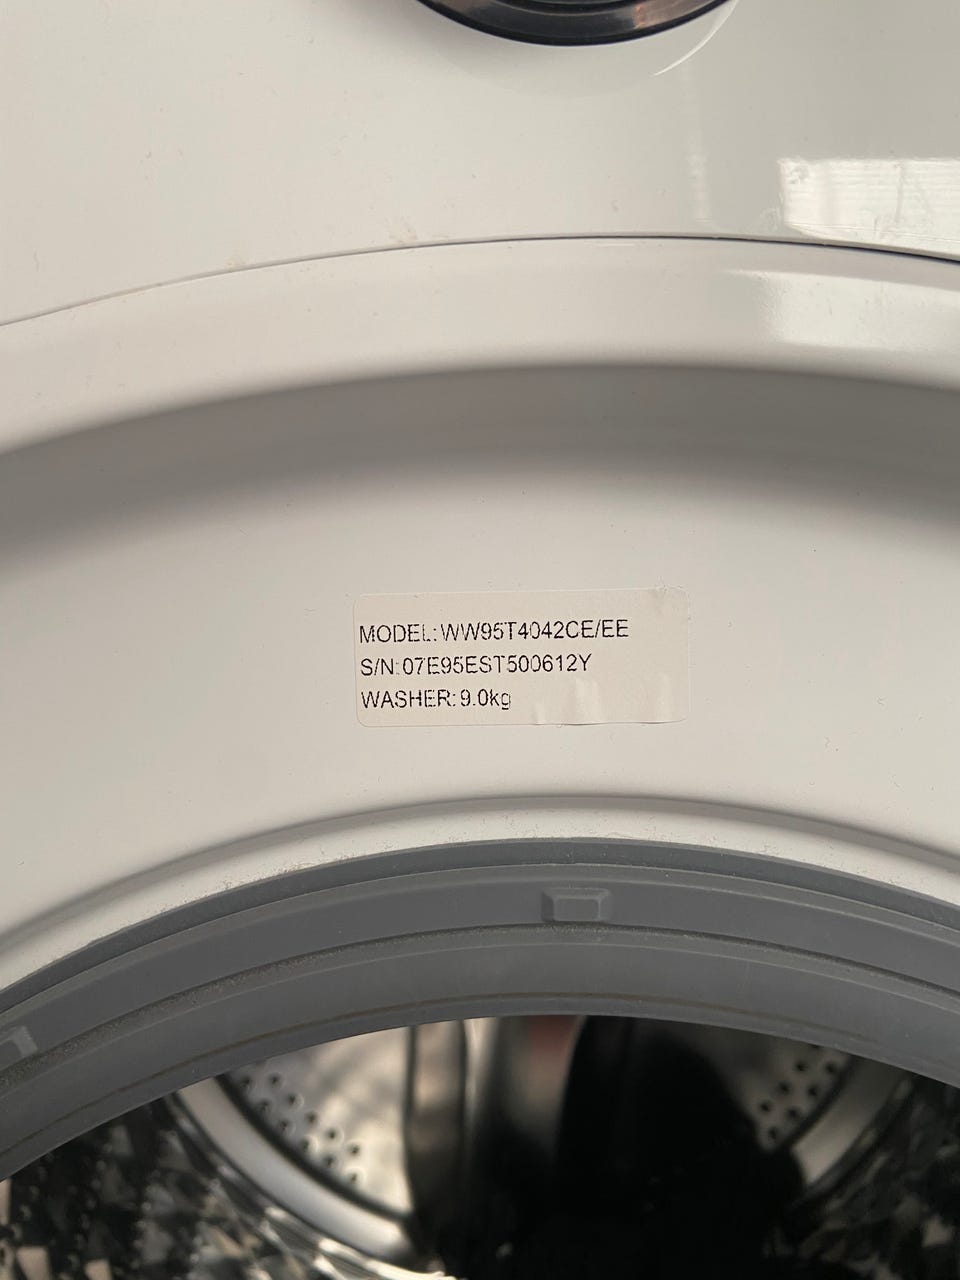 MODEL: WW95T4042CE/EE
S/N: 07E95EST500612Y
WASHER: 9.0kg